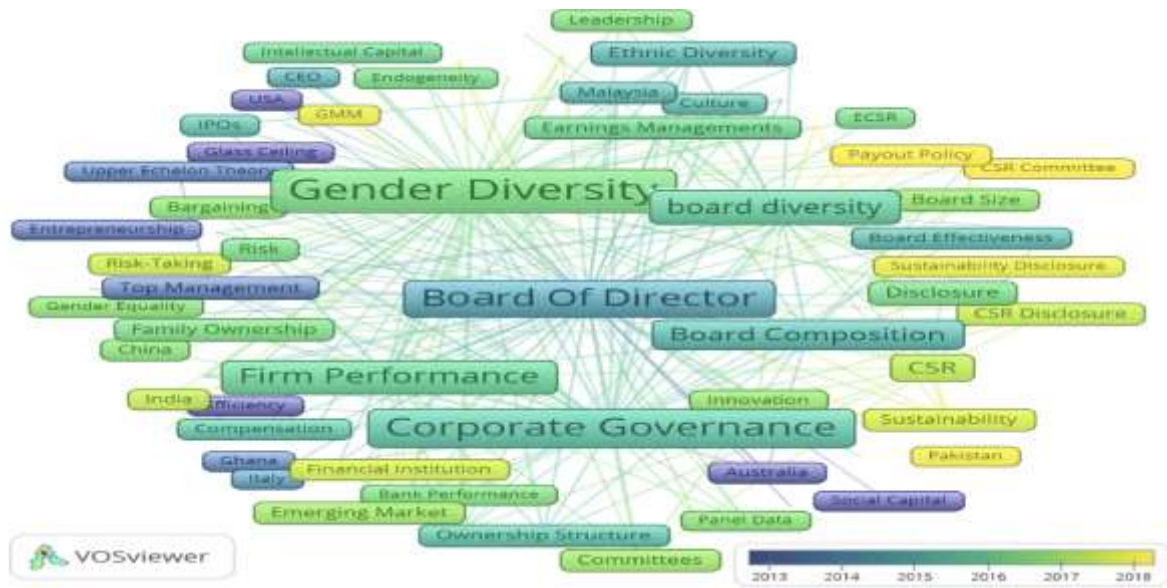 Leadership
Intellectual Capital
Ethnic Diversity
CEO
Endogeneity
Malaysia
USA
Culture
GMM
IPOs
Earnings Managements
ECSR
Glass Ceiling
Payout Policy
Upper Echelon Theory
CSR Committee
Gender Diversity
Bargaining
board diversity
Board Size
Entrepreneurship
Board Effectiveness
Risk
Risk-Taking
Sustainability Disclosure
Top Management
Board Of Director
Disclosure
Gender Equality
CSR Disclosure
Family Ownership
Board Composition
China
CSR
Firm Performance
India
Efficiency
Innovation
Compensation
Corporate Governance
Sustainability
Ghana
Financial Institution
Pakistan
Italy
Australia
Bank Performance
Social Capital
Emerging Market
Panel Data
Ownership Structure
Committees
VOSviewer
2013 2014 2015 2016 2017 2018